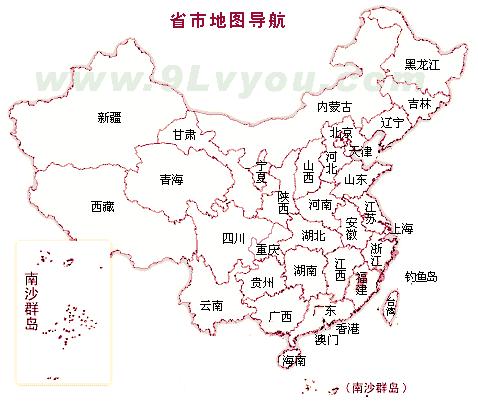 省市地图导航
www.9Lvyou.com
黑龙江
吉林
辽宁
内蒙古
新疆
北京
天津
甘肃
河北
山西
宁夏
山东
青海
陕西
河南
江苏
西藏
安徽
上海
四川
湖北
重庆
浙江
湖南
江西
钓鱼岛
贵州
福建
云南
台湾
广西
广东
香港
澳门
海南
南沙群岛
（南沙群岛）